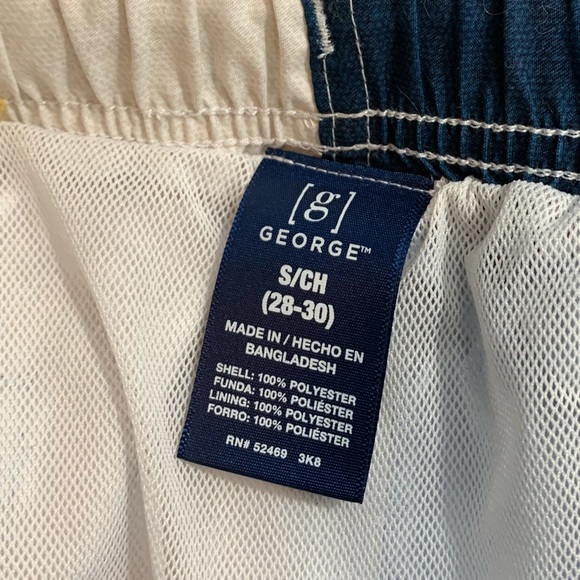 [g]
GEORGE™
S/CH
(28-30)
MADE IN / HECHO EN
BANGLADESH
SHELL: 100% POLYESTER
FUNDA: 100% POLIÉSTER
LINING: 100% POLYESTER
FORRO: 100% POLIÉSTER
RN# 52469 3K8